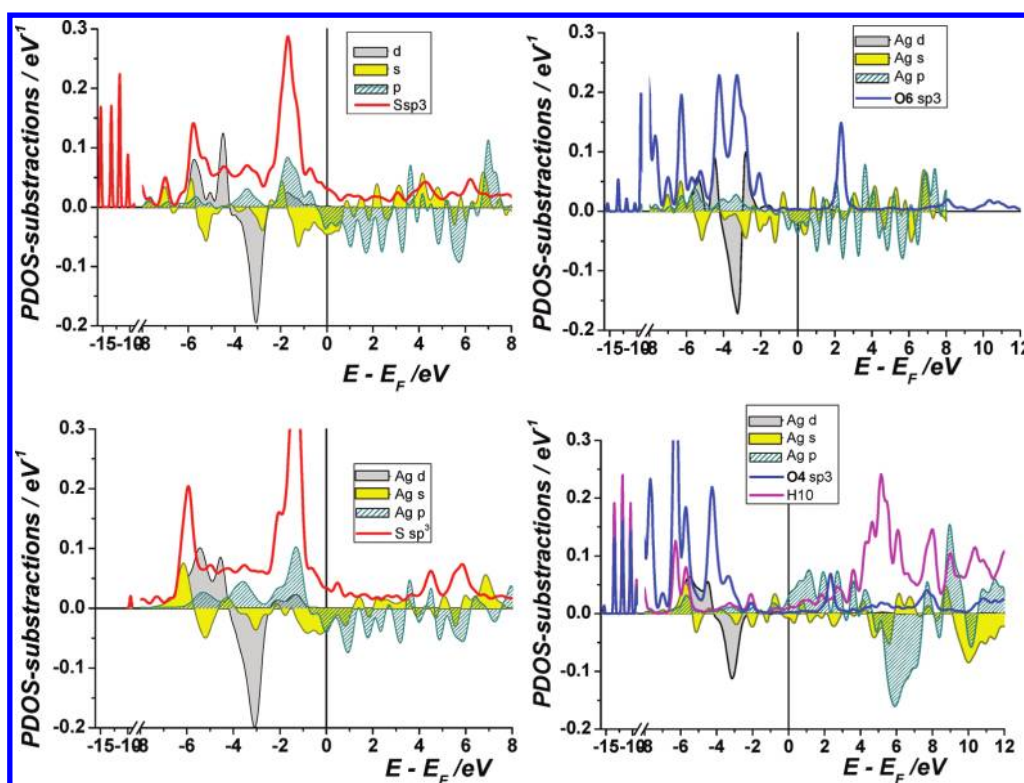 PDOS-substractions / eV⁻¹
0.3
0.2
0.1
0.0
-0.1
-0.2
d
s
p
Ssp3
-15 -10 -8 -6 -4 -2 0 2 4 6 8
E - E_F /eV
PDOS-substractions / eV⁻¹
0.3
0.2
0.1
0.0
-0.1
-0.2
Ag d
Ag s
Ag p
O6 sp3
-15 -10 -8 -6 -4 -2 0 2 4 6 8 10 12
E - E_F /eV
PDOS-substractions / eV⁻¹
0.3
0.2
0.1
0.0
-0.1
-0.2
Ag d
Ag s
Ag p
S sp³
-15 -10 -8 -6 -4 -2 0 2 4 6 8
E - E_F /eV
PDOS-substractions / eV⁻¹
0.3
0.2
0.1
0.0
-0.1
-0.2
Ag d
Ag s
Ag p
O4 sp3
H10
-15 -10 -8 -6 -4 -2 0 2 4 6 8 10 12
E - E_F /eV